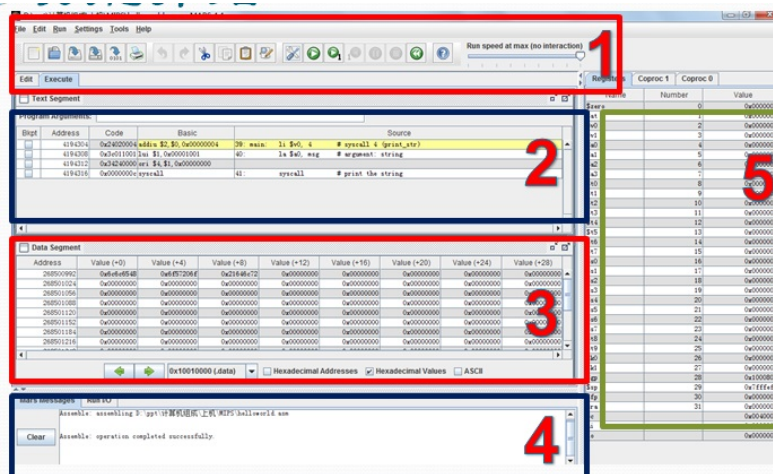 File Edit Run Settings Tools Help
Run speed at max (no interaction)
1
Edit Execute
Registers Coproc 1 Coproc 0
Text Segment
Name Number Value
Program Arguments:
Bkpt Address Code Basic Source
4194304 0x24020004 addiu $2,$0,0x00000004 39: main: li $v0, 4 # syscall 4 (print_str)
4194308 0x3c011001 lui $1,0x00001001 40: la $a0, msg # argument: string
4194312 0x34240000 ori $4,$1,0x00000000
4194316 0x0000000c syscall 41: syscall # print the string
2
Data Segment
Address Value (+0) Value (+4) Value (+8) Value (+12) Value (+16) Value (+20) Value (+24) Value (+28)
268500992 0x6c6c6548 0x6f57206f 0x21646c72 0x00000000 0x00000000 0x00000000 0x00000000 0x00000000
268501024 0x00000000 0x00000000 0x00000000 0x00000000 0x00000000 0x00000000 0x00000000 0x00000000
268501056 0x00000000 0x00000000 0x00000000 0x00000000 0x00000000 0x00000000 0x00000000 0x00000000
268501088 0x00000000 0x00000000 0x00000000 0x00000000 0x00000000 0x00000000 0x00000000 0x00000000
268501120 0x00000000 0x00000000 0x00000000 0x00000000 0x00000000 0x00000000 0x00000000 0x00000000
268501152 0x00000000 0x00000000 0x00000000 0x00000000 0x00000000 0x00000000 0x00000000 0x00000000
268501184 0x00000000 0x00000000 0x00000000 0x00000000 0x00000000 0x00000000 0x00000000 0x00000000
268501216 0x00000000 0x00000000 0x00000000 0x00000000 0x00000000 0x00000000 0x00000000 0x00000000
3
0x10010000 (.data) Hexadecimal Addresses Hexadecimal Values ASCII
Mars Messages Run I/O
Assemble: assembling D:\ppt\计算机组成\上机\MIPS\helloworld.asm
Clear Assemble: operation completed successfully.
4
$zero 0
1
2
3
4
5
6
7
8
9
10
11
12
13
14
15
16
17
18
19
20
21
22
23
24
25
26
27
28
29
30
31
5